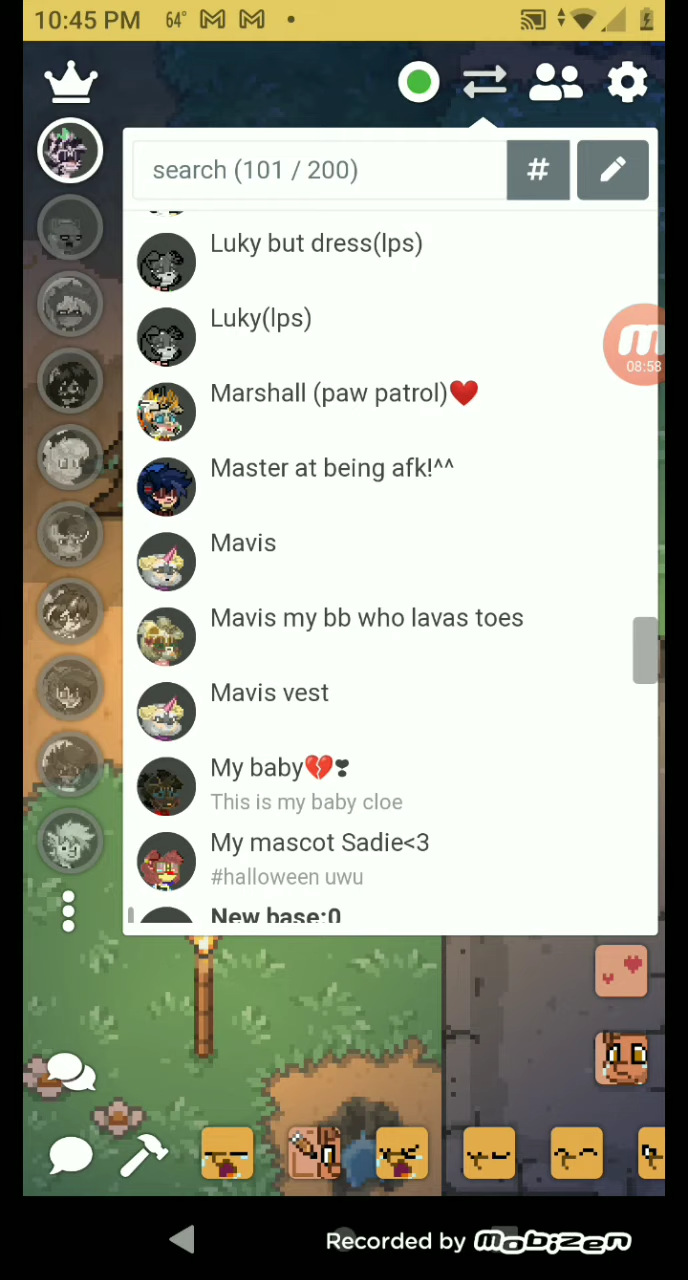 10:45 PM 64°
search (101 / 200) #
Luky but dress(lps)
Luky(lps)
Marshall (paw patrol)❤️
08:58
Master at being afk!^^
Mavis
Mavis my bb who lavas toes
Mavis vest
My baby💔❣
This is my baby cloe
My mascot Sadie<3
#halloween uwu
New base:0
Recorded by mobizen